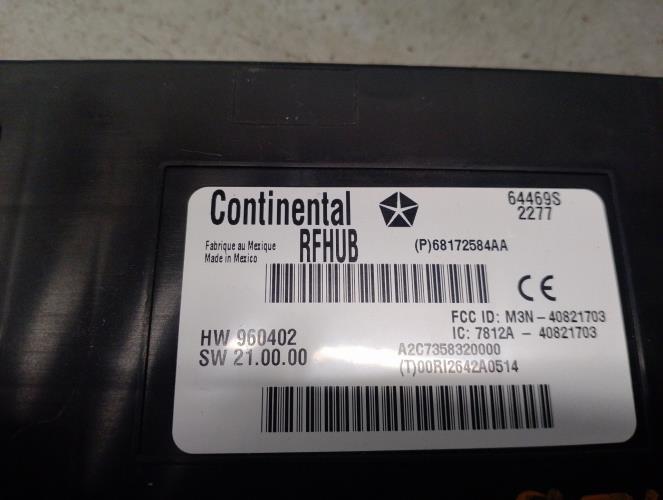 Continental
64469S
2277
Fabrique au Mexique
Made in Mexico
RFHUB
(P)68172584AA
CE
FCC ID: M3N-40821703
IC: 7812A - 40821703
HW 960402
SW 21.00.00
A2C7358320000
(T)00RI2642A0514